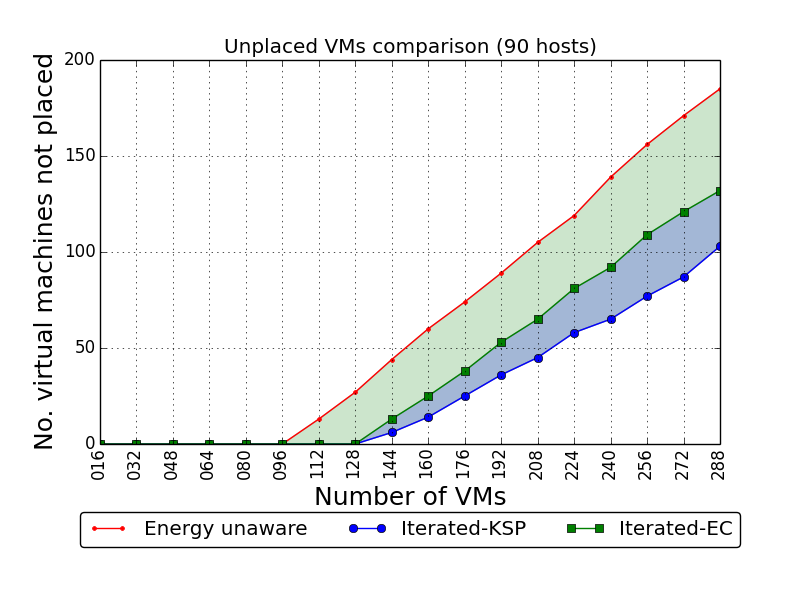 Unplaced VMs comparison (90 hosts)
No. virtual machines not placed
200
150
100
50
0
016 032 048 064 080 096 112 128 144 160 176 192 208 224 240 256 272 288
Number of VMs
Energy unaware Iterated-KSP Iterated-EC